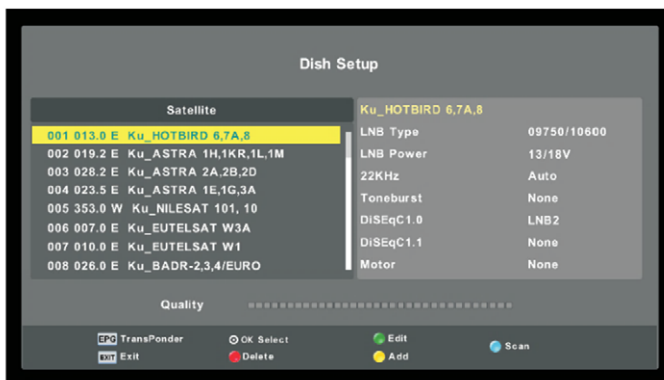 Dish Setup
Satellite
001 013.0 E Ku_HOTBIRD 6,7A,8
002 019.2 E Ku_ASTRA 1H,1KR,1L,1M
003 028.2 E Ku_ASTRA 2A,2B,2D
004 023.5 E Ku_ASTRA 1E,1G,3A
005 353.0 W Ku_NILESAT 101, 10
006 007.0 E Ku_EUTELSAT W3A
007 010.0 E Ku_EUTELSAT W1
008 026.0 E Ku_BADR-2,3,4/EURO
Ku_HOTBIRD 6,7A,8
LNB Type 09750/10600
LNB Power 13/18V
22KHz Auto
Toneburst None
DiSEqC1.0 LNB2
DiSEqC1.1 None
Motor None
Quality
EPG TransPonder OK Select Edit Scan
EXIT Exit Delete Add